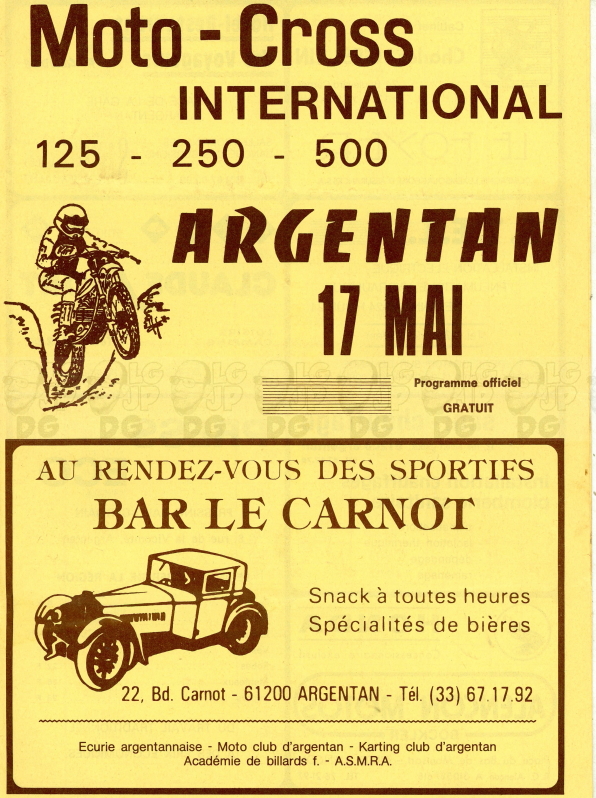 Moto - Cross
INTERNATIONAL
125 - 250 - 500
ARGENTAN
17 MAI
Programme officiel
GRATUIT
AU RENDEZ-VOUS DES SPORTIFS
BAR LE CARNOT
Snack à toutes heures
Spécialités de bières
22, Bd. Carnot - 61200 ARGENTAN - Tél. (33) 67.17.92
Ecurie argentannaise - Moto club d'argentan - Karting club d'argentan
Académie de billards f. - A.S.M.R.A.